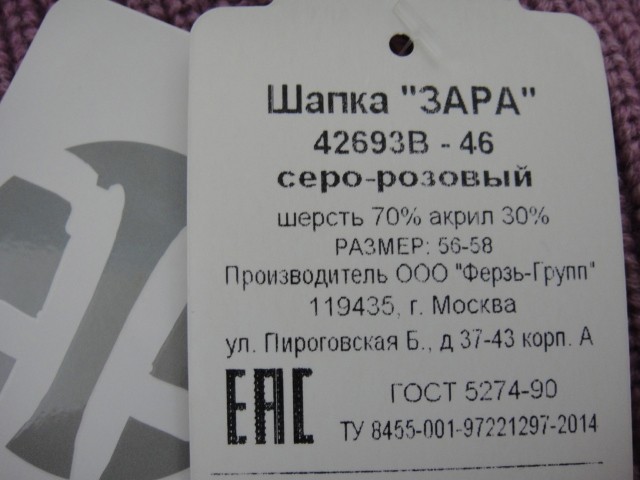 Шапка "ЗАРА"
42693В - 46
серо-розовый
шерсть 70% акрил 30%
РАЗМЕР: 56-58
Производитель ООО "Ферзь-Групп"
119435, г. Москва
ул. Пироговская Б., д 37-43 корп. А
ЕАС
ГОСТ 5274-90
ТУ 8455-001-97221297-2014